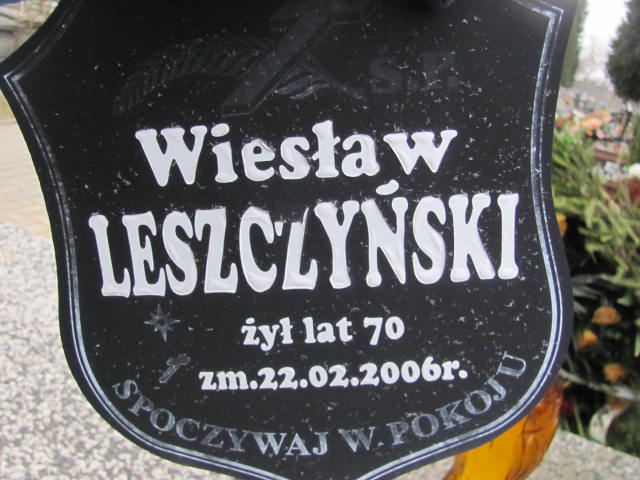 Ś.P.
Wiesław
LESZCZYŃSKI
żył lat 70
zm.22.02.2006r.
SPOCZYWAJ W POKOJU